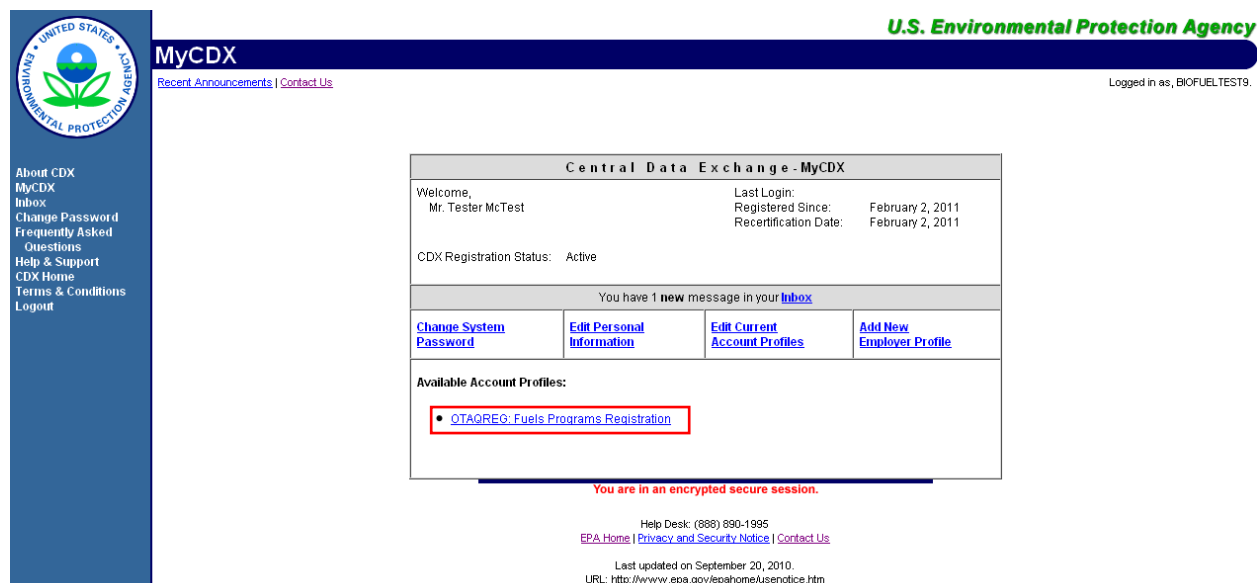 UNITED STATES
ENVIRONMENTAL PROTECTION AGENCY
U.S. Environmental Protection Agency
MyCDX
Recent Announcements | Contact Us
Logged in as, BIOFUELTEST9.
About CDX
MyCDX
Inbox
Change Password
Frequently Asked
Questions
Help & Support
CDX Home
Terms & Conditions
Logout
Central Data Exchange - MyCDX
Welcome,
Mr. Tester McTest
Last Login:
Registered Since: February 2, 2011
Recertification Date: February 2, 2011
CDX Registration Status: Active
You have 1 new message in your Inbox
Change System
Password
Edit Personal
Information
Edit Current
Account Profiles
Add New
Employer Profile
Available Account Profiles:
• OTAQREG: Fuels Programs Registration
You are in an encrypted secure session.
Help Desk: (888) 890-1995
EPA Home | Privacy and Security Notice | Contact Us
Last updated on September 20, 2010.
URL: http://www.epa.gov/epahome/usenotice.htm